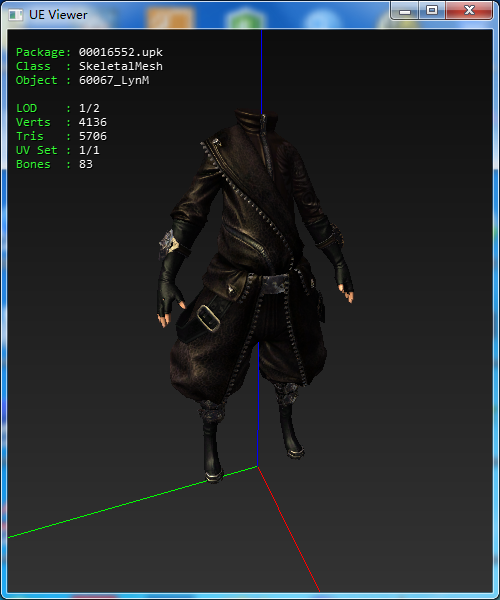 UE Viewer
Package: 00016552.upk
Class : SkeletalMesh
Object : 60067_LynM
LOD : 1/2
Verts : 4136
Tris : 5706
UV Set : 1/1
Bones : 83